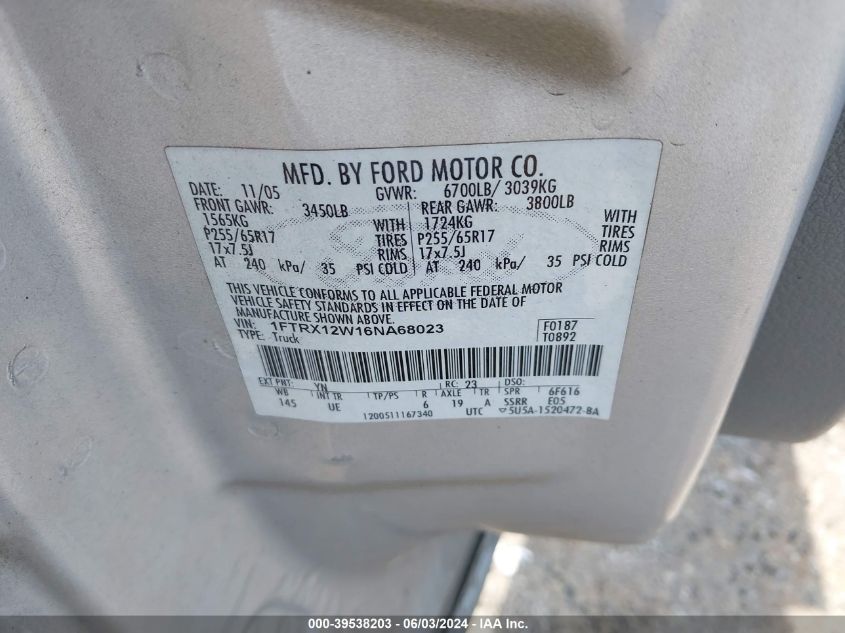 MFD. BY FORD MOTOR CO.
DATE: 11/05 GVWR: 6700LB/ 3039KG
FRONT GAWR: 3450LB REAR GAWR: 3800LB
1565KG WITH 1724KG WITH
P255/65R17 TIRES P255/65R17 TIRES
17x7.5J RIMS 17x7.5J RIMS
AT 240 kPa/ 35 PSI COLD AT 240 kPa/ 35 PSI COLD
THIS VEHICLE CONFORMS TO ALL APPLICABLE FEDERAL MOTOR
VEHICLE SAFETY STANDARDS IN EFFECT ON THE DATE OF
MANUFACTURE SHOWN ABOVE.
VIN: 1FTRX12W16NA68023 F0187
TYPE: Truck T0892
EXT PNT: YN RC: 23 DSO:
WB INT TR TP/PS R AXLE TR SPR 6F616
145 UE 6 19 A SSRR E05
1200511167340 UTC 5U5A-1520472-BA
000-39538203 - 06/03/2024 - IAA Inc.